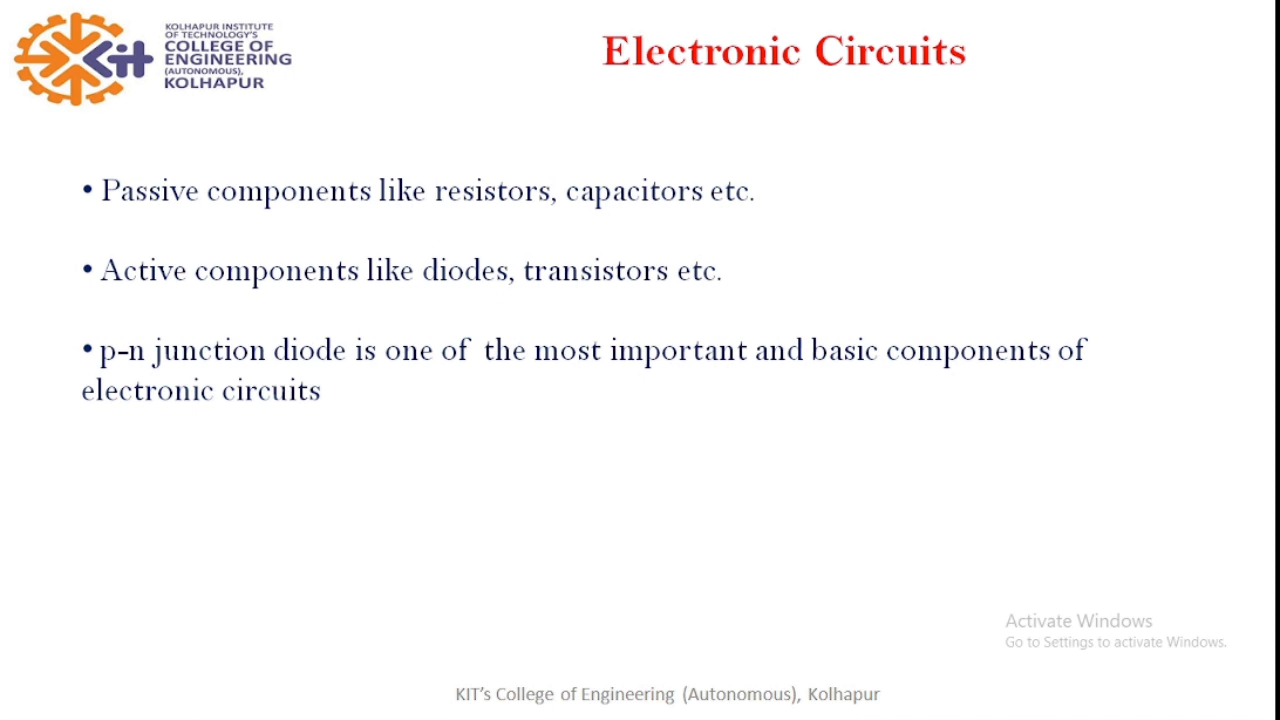 KOLHAPUR INSTITUTE
OF TECHNOLOGY'S
COLLEGE OF
ENGINEERING
(AUTONOMOUS),
KOLHAPUR
Kit
Electronic Circuits
• Passive components like resistors, capacitors etc.
• Active components like diodes, transistors etc.
• p-n junction diode is one of the most important and basic components of
electronic circuits
Activate Windows
Go to Settings to activate Windows.
KIT's College of Engineering (Autonomous), Kolhapur